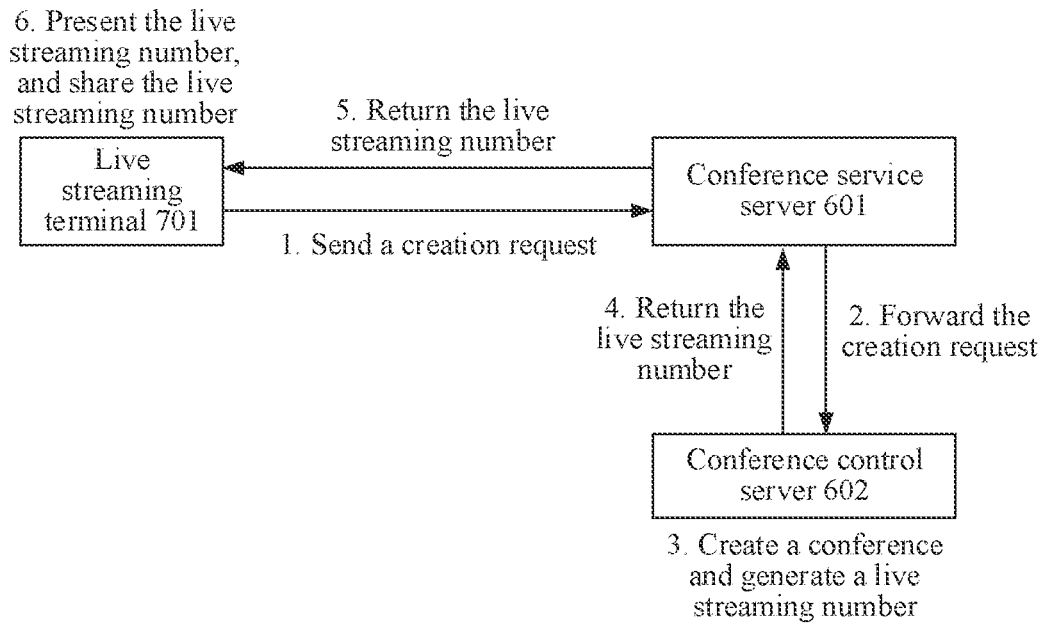 6. Present the live
streaming number,
and share the live
streaming number
5. Return the live
streaming number
Live
streaming
terminal 701
Conference service
server 601
1. Send a creation request
4. Return the
live streaming
number
2. Forward the
creation request
Conference control
server 602
3. Create a conference
and generate a live
streaming number